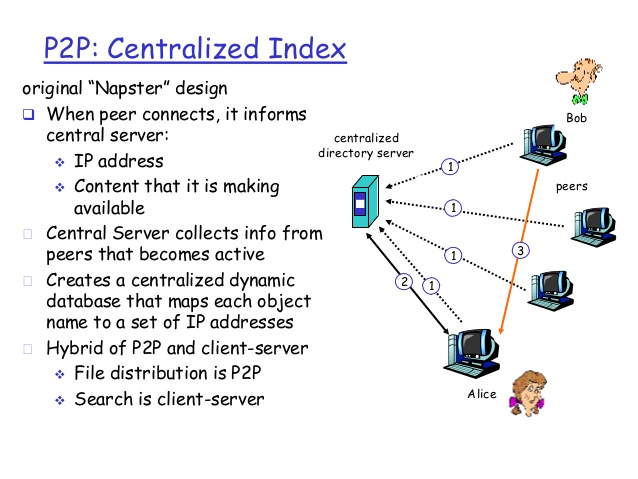 P2P: Centralized Index
original “Napster” design
When peer connects, it informs
central server:
IP address
Content that it is making
available
Central Server collects info from
peers that becomes active
Creates a centralized dynamic
database that maps each object
name to a set of IP addresses
Hybrid of P2P and client-server
File distribution is P2P
Search is client-server
centralized
directory server
Bob
peers
1
1
3
1
2
1
Alice